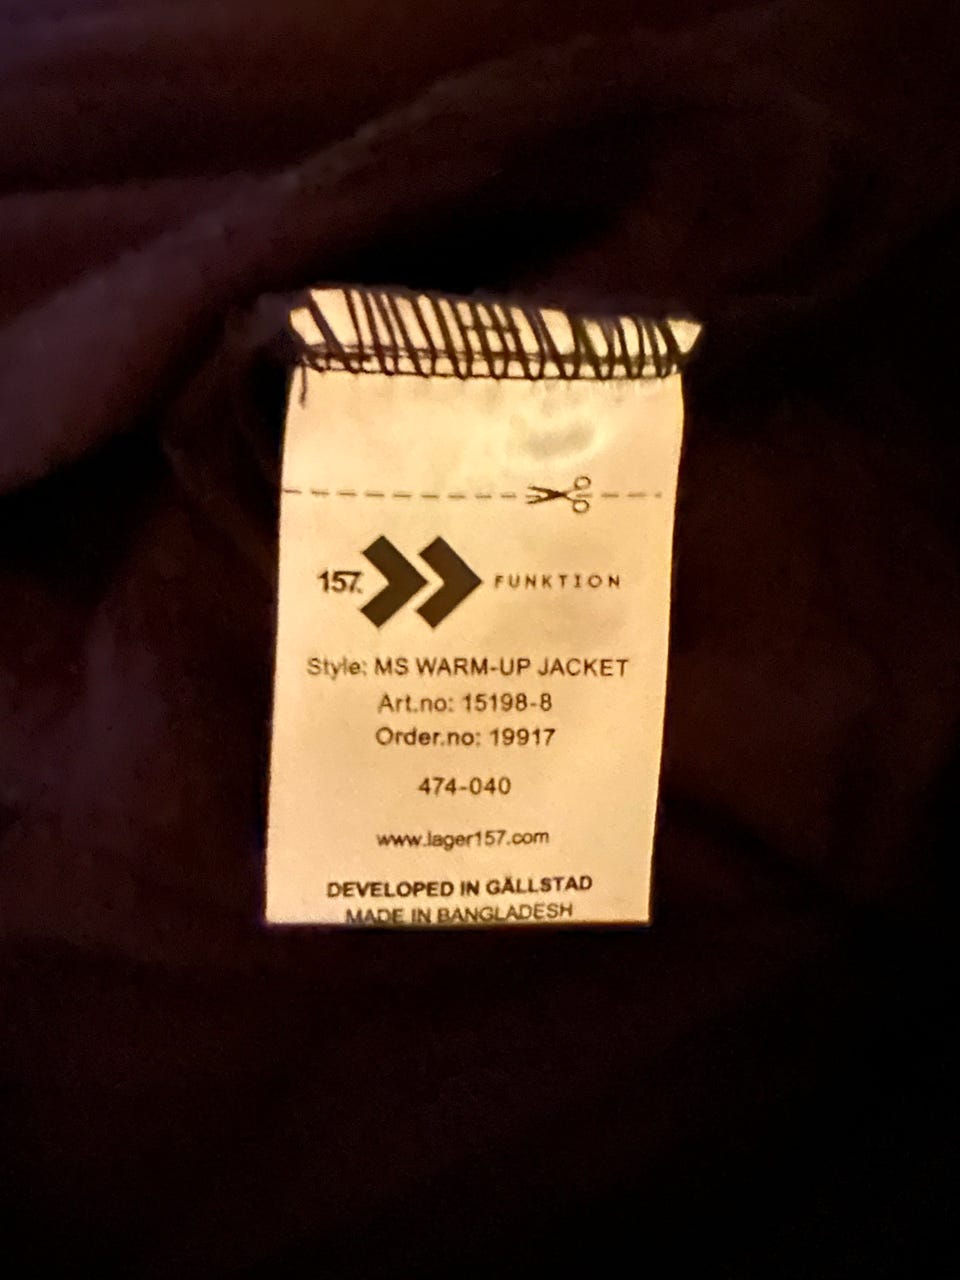 157. FUNKTION
Style: MS WARM-UP JACKET
Art.no: 15198-8
Order.no: 19917
474-040
www.lager157.com
DEVELOPED IN GÄLLSTAD
MADE IN BANGLADESH